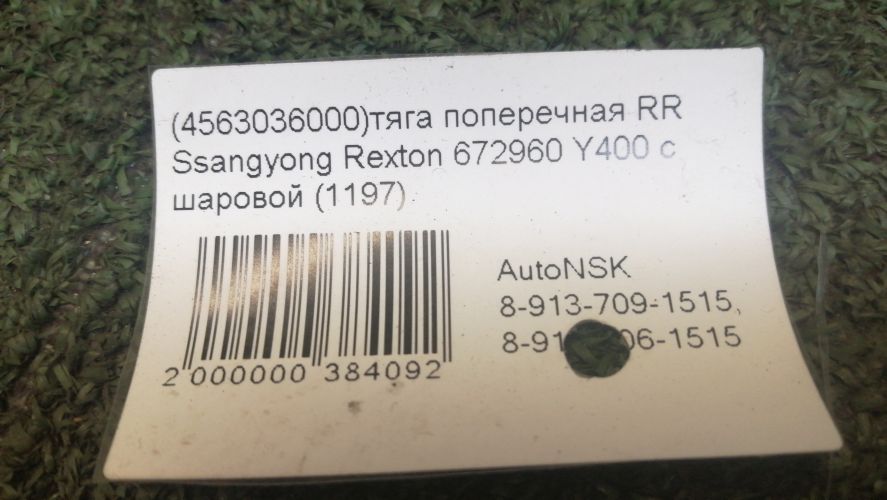 (4563036000)тяга поперечная RR
Ssangyong Rexton 672960 Y400 с
шаровой (1197)
AutoNSK
8-913-709-1515,
2 000000 384092